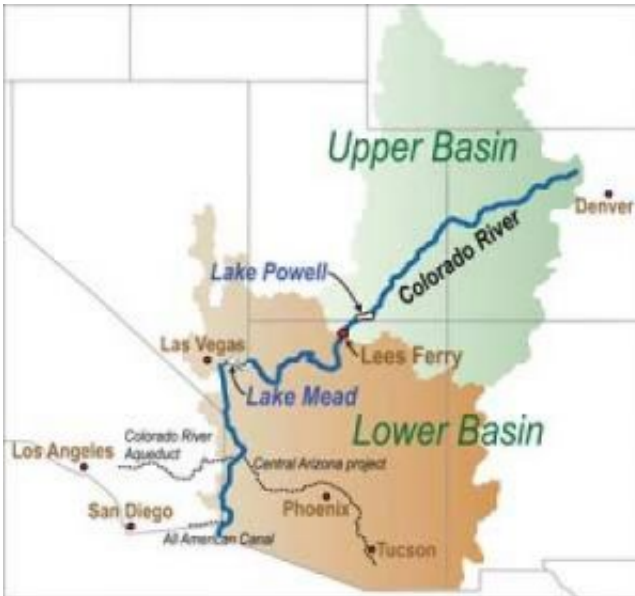 Upper Basin
Denver
Colorado River
Lake Powell
Las Vegas
Lees Ferry
Lake Mead
Lower Basin
Colorado River
Aqueduct
Los Angeles
Central Arizona project
Phoenix
San Diego
All American Canal
Tucson